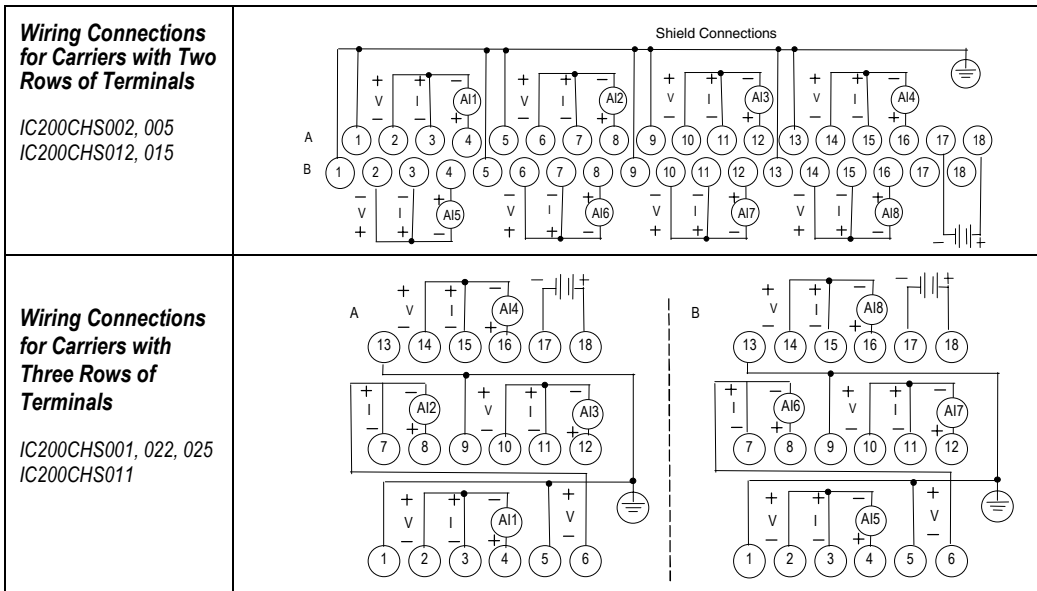 Wiring Connections
for Carriers with Two
Rows of Terminals
IC200CHS002, 005
IC200CHS012, 015
Shield Connections
+ − + − + − + −
V I AI1 V I AI2 V I AI3 V I AI4
− − + − − + − − + − − +
A 1 2 3 4 5 6 7 8 9 10 11 12 13 14 15 16 17 18
B 1 2 3 4 5 6 7 8 9 10 11 12 13 14 15 16 17 18
− − + − − + − − + − − +
V I AI5 V I AI6 V I AI7 V I AI8
+ + − + + − + + − + + − − +
Wiring Connections
for Carriers with
Three Rows of
Terminals
IC200CHS001, 022, 025
IC200CHS011
A
+ + − − +
V I AI4
− − +
13 14 15 16 17 18
+ − + + −
I AI2 V I AI3
− + − − +
7 8 9 10 11 12
+ + − +
V I AI1 V
− − + −
1 2 3 4 5 6
B
+ + − − +
V I AI8
− − +
13 14 15 16 17 18
+ − + + −
I AI6 V I AI7
− + − − +
7 8 9 10 11 12
+ + − +
V I AI5 V
− − + −
1 2 3 4 5 6